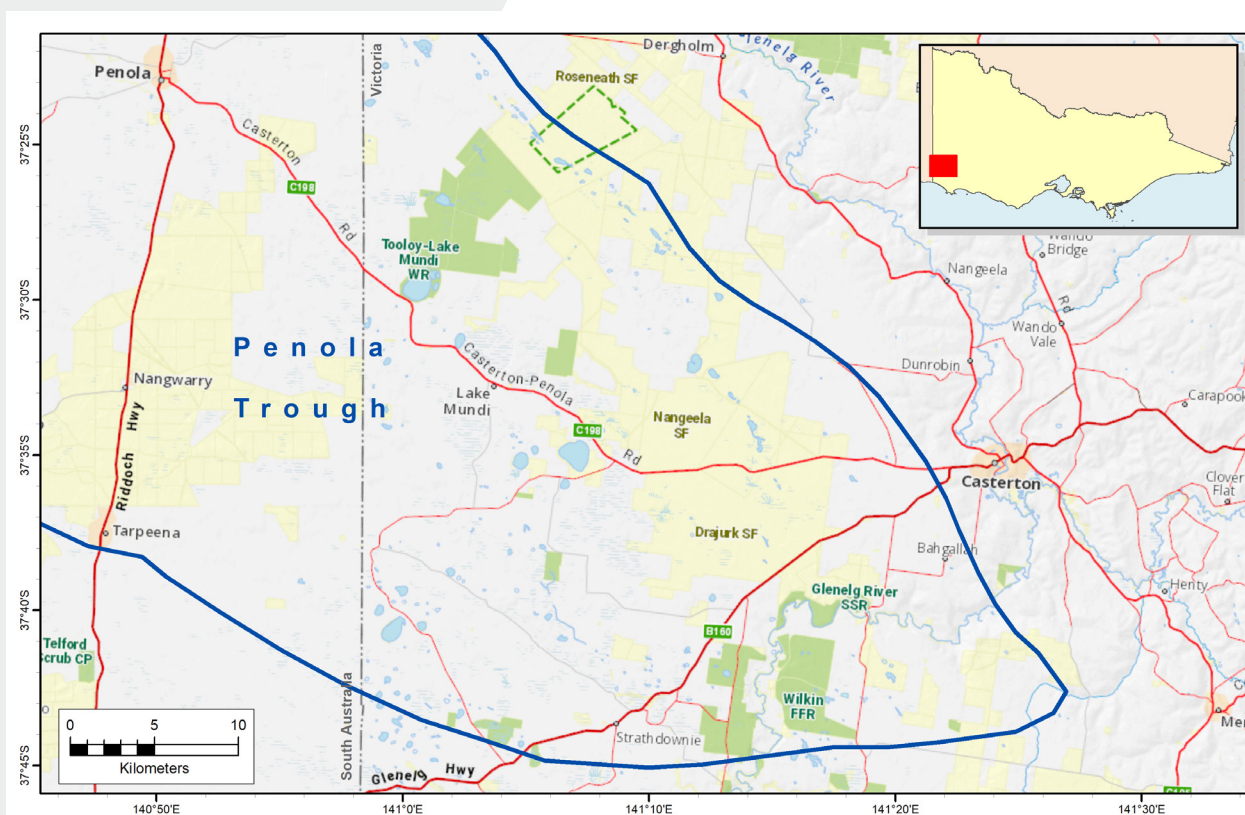 Penola
Casterton
C198
Rd
Victoria
Dergholm
Glenelg River
Roseneath SF
Tooloy-Lake
Mundi
WR
Wando
Bridge
Nangeela
Rd
Wando
Vale
Penola
Trough
Nangwarry
Casterton-Penola
Lake
Mundi
Dunrobin
Carapook
Nangeela
SF
C198
Rd
Riddoch Hwy
Casterton
Clover
Flat
Tarpeena
Drajurk SF
Bahgallah
Glenelg River
SSR
Henty
B160
Telford
Scrub CP
South Australia
Wilkin
FFR
Strathdownie
Glenelg Hwy
0 5 10
Kilometers
37°25'S
37°30'S
37°35'S
37°40'S
37°45'S
140°50'E
141°0'E
141°10'E
141°20'E
141°30'E